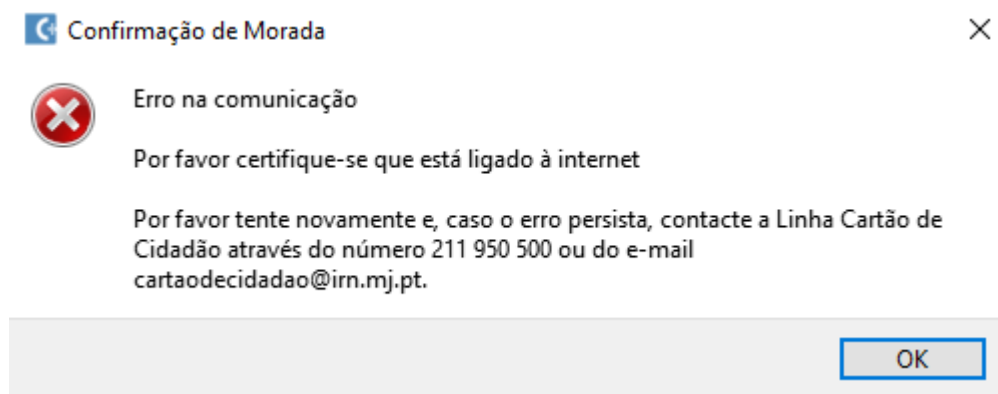 Confirmação de Morada
Erro na comunicação
Por favor certifique-se que está ligado à internet
Por favor tente novamente e, caso o erro persista, contacte a Linha Cartão de
Cidadão através do número 211 950 500 ou do e-mail
cartaodecidadao@irn.mj.pt.
OK